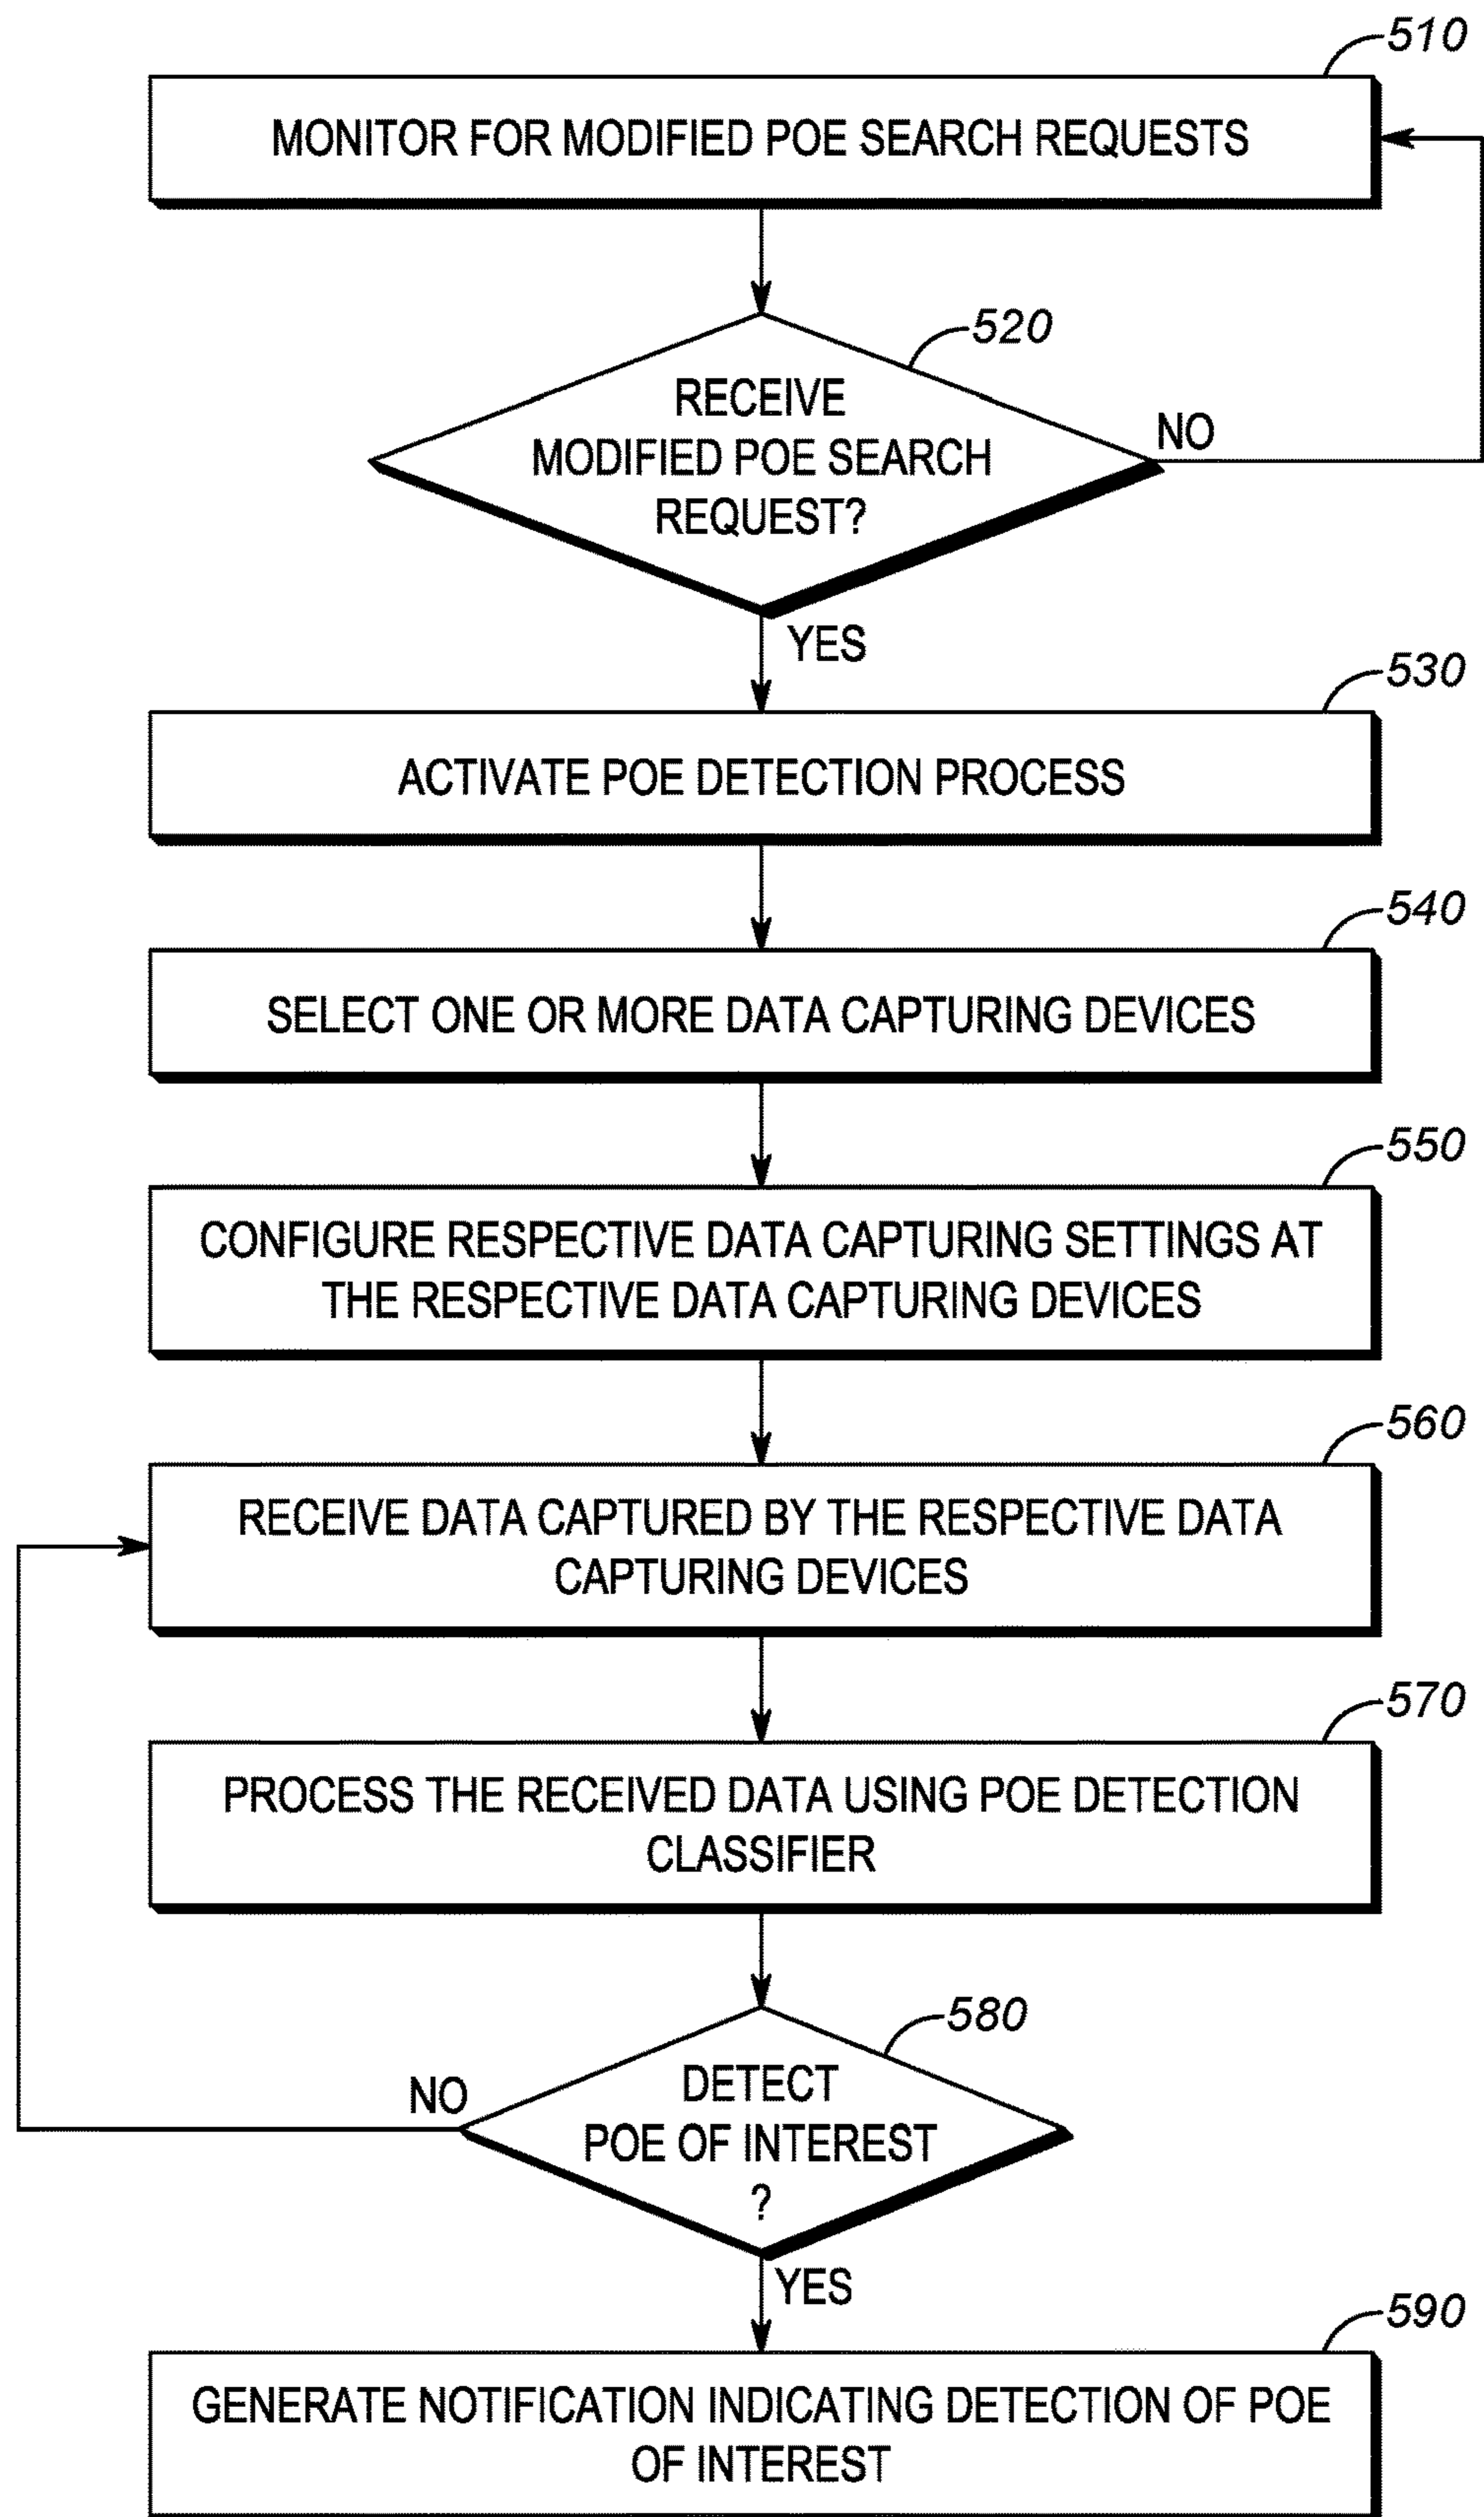 510
MONITOR FOR MODIFIED POE SEARCH REQUESTS
520
RECEIVE
MODIFIED POE SEARCH
REQUEST?
NO
YES
530
ACTIVATE POE DETECTION PROCESS
540
SELECT ONE OR MORE DATA CAPTURING DEVICES
550
CONFIGURE RESPECTIVE DATA CAPTURING SETTINGS AT
THE RESPECTIVE DATA CAPTURING DEVICES
560
RECEIVE DATA CAPTURED BY THE RESPECTIVE DATA
CAPTURING DEVICES
570
PROCESS THE RECEIVED DATA USING POE DETECTION
CLASSIFIER
580
NO
DETECT
POE OF INTEREST
?
YES
590
GENERATE NOTIFICATION INDICATING DETECTION OF POE
OF INTEREST